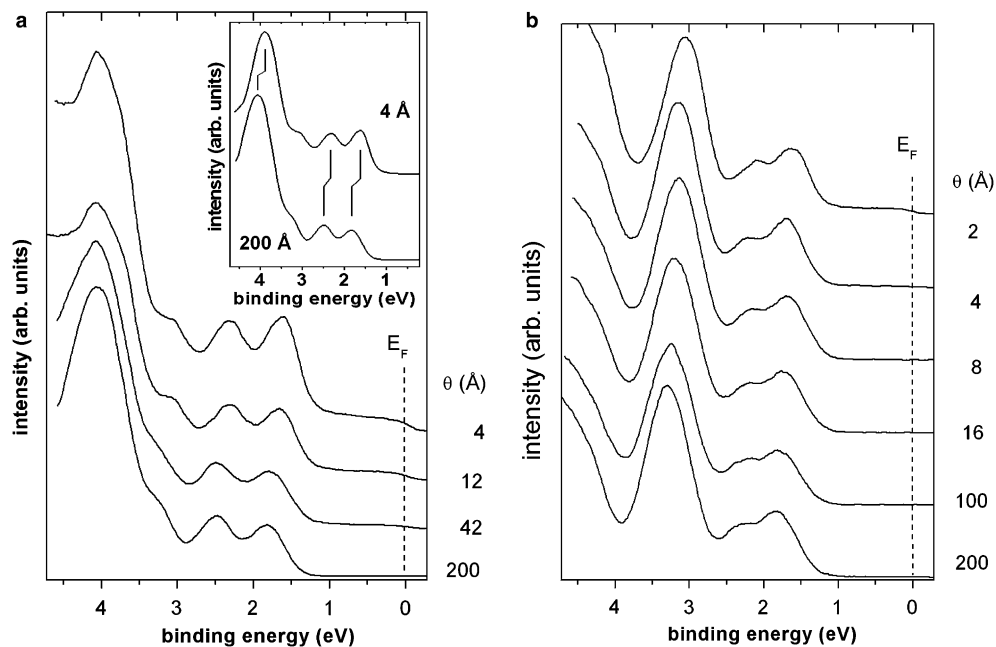 a
intensity (arb. units)
4 Å
200 Å
4 3 2 1
binding energy (eV)
intensity (arb. units)
E_F
θ (Å)
4
12
42
200
4 3 2 1 0
binding energy (eV)
b
intensity (arb. units)
E_F
θ (Å)
2
4
8
16
100
200
4 3 2 1 0
binding energy (eV)